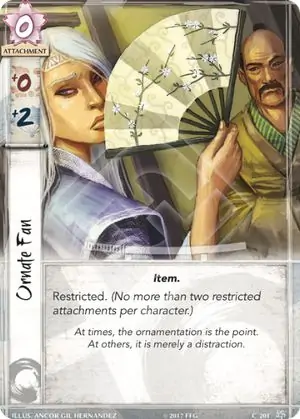 0
ATTACHMENT
+0
+2
Ornate Fan
Item.
Restricted. (No more than two restricted
attachments per character.)
At times, the ornamentation is the point.
At others, it is merely a distraction.
ILLUS. ANCOR GIL HERNANDEZ
© 2017 FFG
201